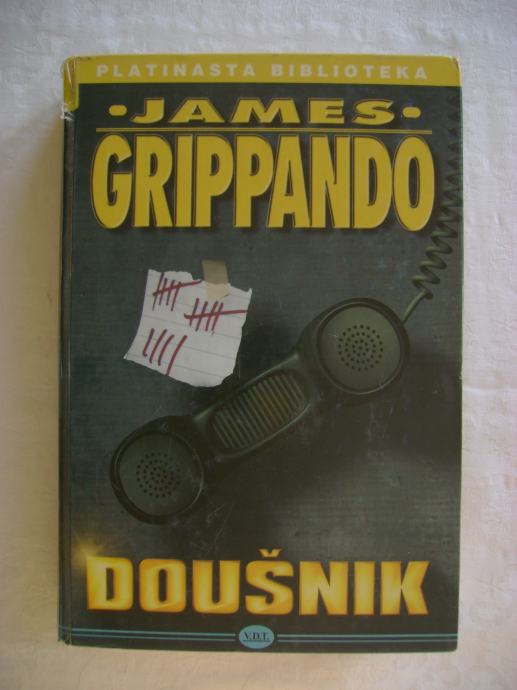 PLATINASTA BIBLIOTEKA
•JAMES•
GRIPPANDO
DOUŠNIK
V.D.T.